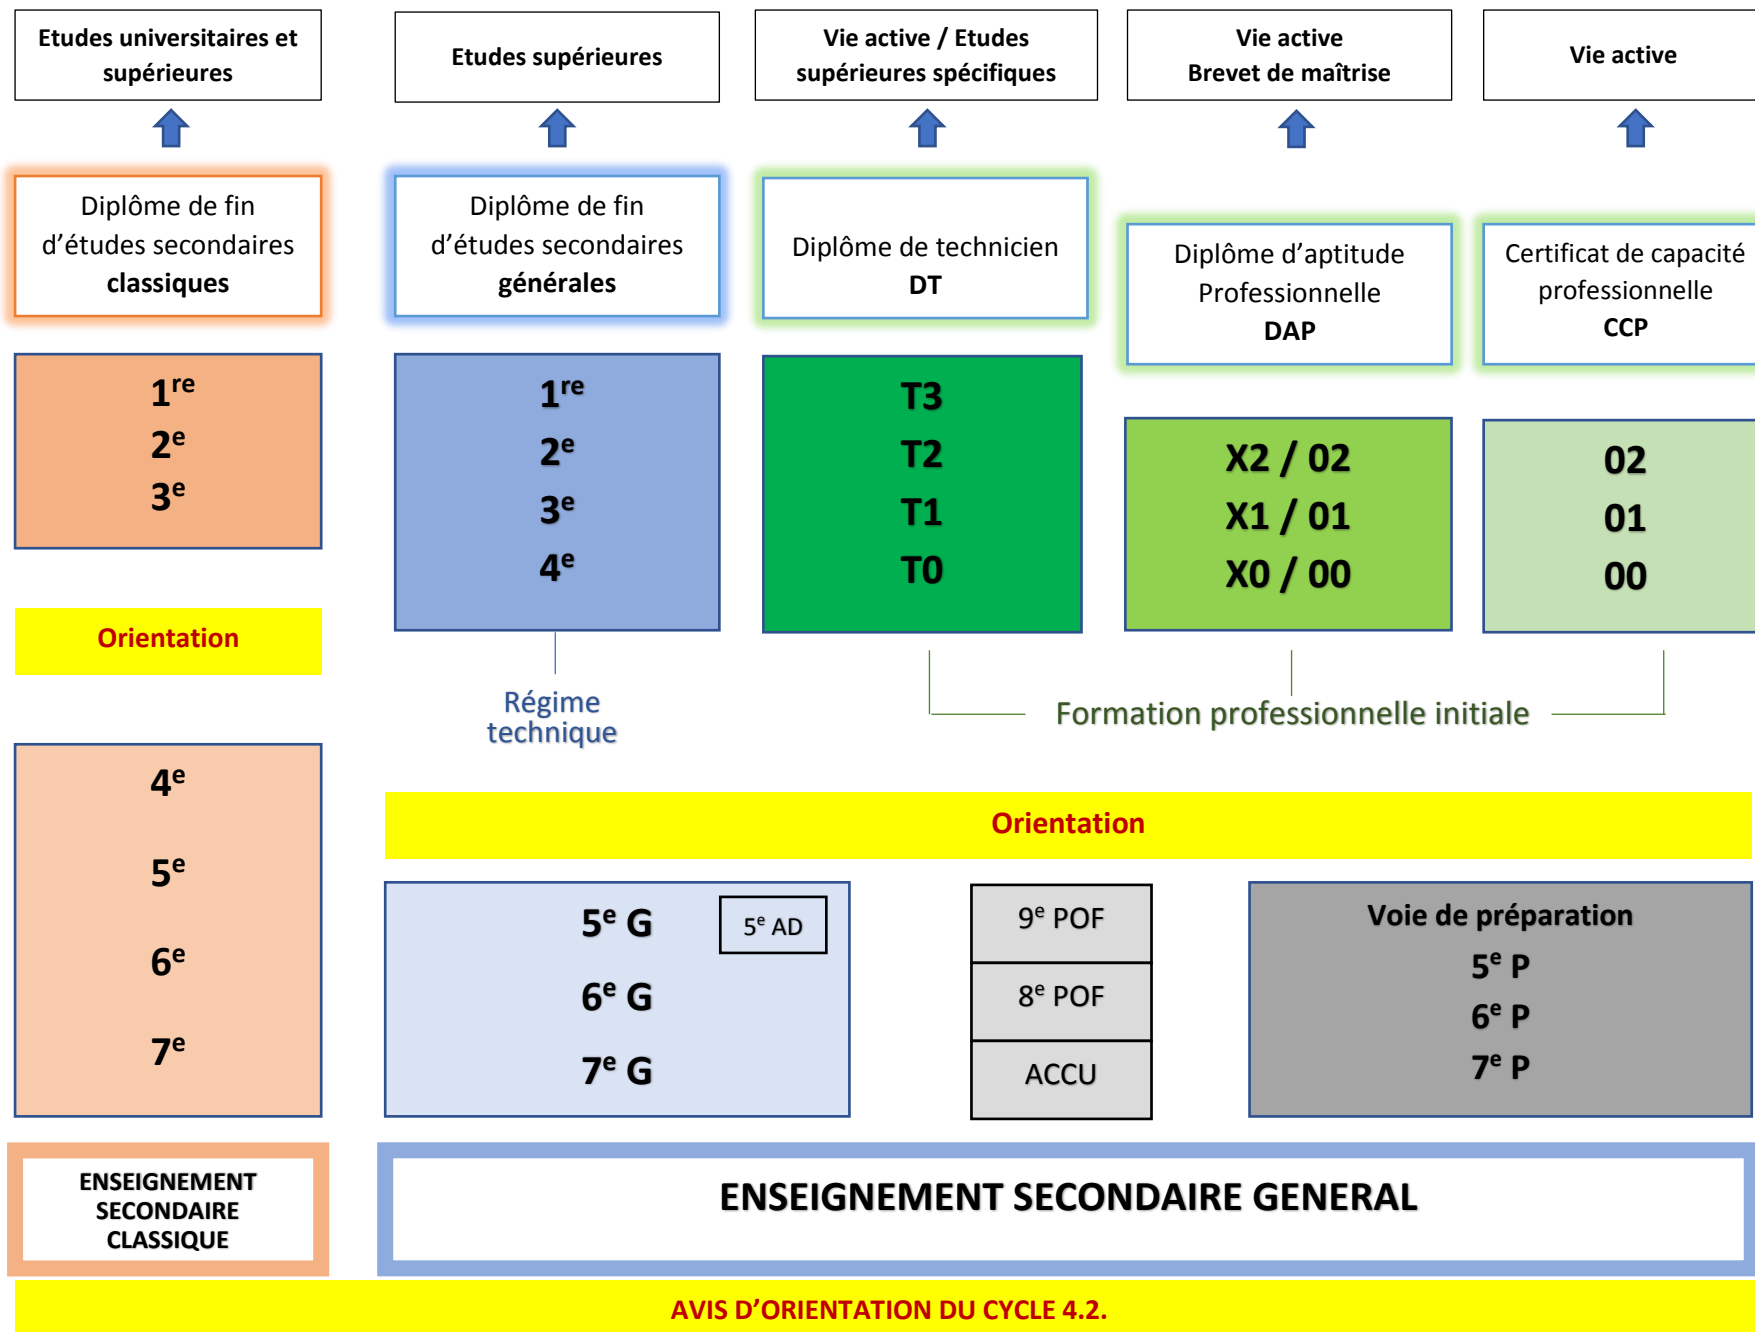 Etudes universitaires et
supérieures
Etudes supérieures
Vie active / Etudes
supérieures spécifiques
Vie active
Brevet de maîtrise
Vie active
Diplôme de fin
d'études secondaires
classiques
Diplôme de fin
d'études secondaires
générales
Diplôme de technicien
DT
Diplôme d'aptitude
Professionnelle
DAP
Certificat de capacité
professionnelle
CCP
1re
2e
3e
1re
2e
3e
4e
T3
T2
T1
T0
X2 / 02
X1 / 01
X0 / 00
02
01
00
Orientation
Régime
technique
Formation professionnelle initiale
4e
5e
6e
7e
Orientation
5e G
5e AD
6e G
7e G
9e POF
8e POF
ACCU
Voie de préparation
5e P
6e P
7e P
ENSEIGNEMENT
SECONDAIRE
CLASSIQUE
ENSEIGNEMENT SECONDAIRE GENERAL
AVIS D'ORIENTATION DU CYCLE 4.2.